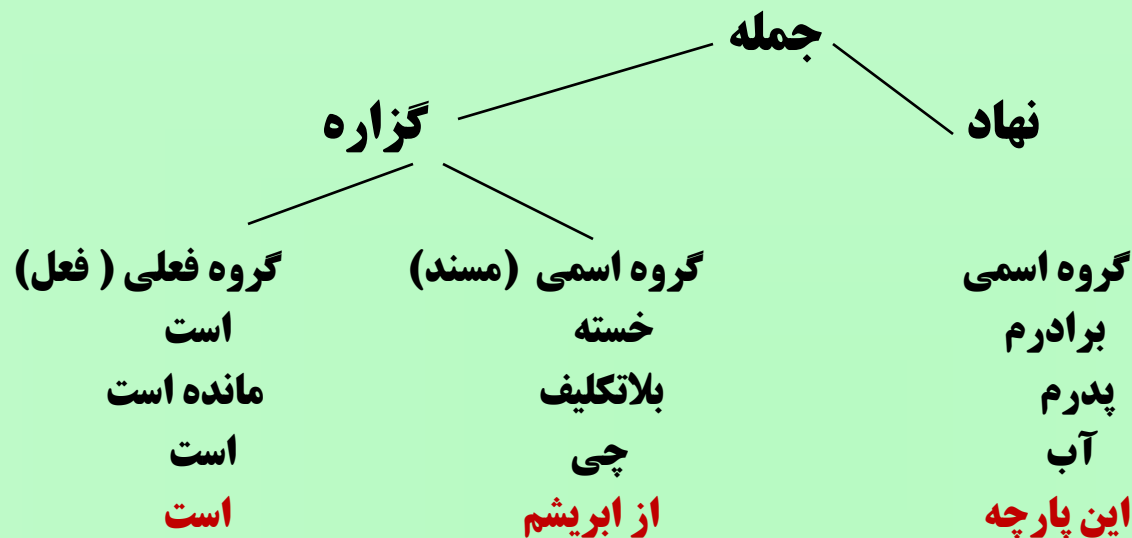 جمله
نهاد گزاره
گروه اسمی گروه اسمی (مسند) گروه فعلی ( فعل)
برادرم خسته است
پدرم بلاتکلیف مانده است
آب چی است
این پارچه از ابریشم است